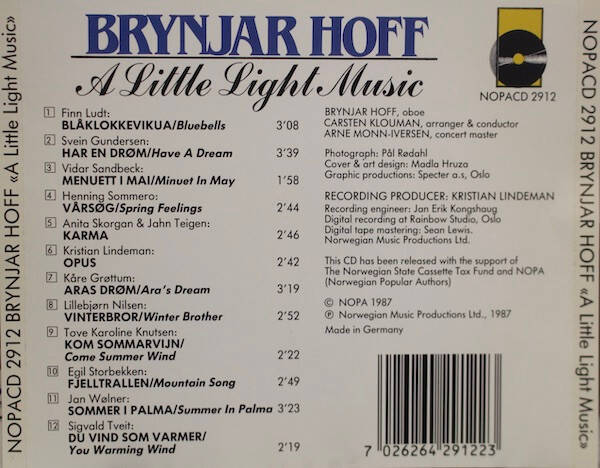 BRYNJAR HOFF
A Little Light Music
NOPACD 2912
1 Finn Ludt:
BLÅKLOKKEVIKUA/Bluebells 3'08
2 Svein Gundersen:
HAR EN DRØM/Have A Dream 3'39
3 Vidar Sandbeck:
MENUETT I MAI/Minuet In May 1'58
4 Henning Sommero:
VÅRSØG/Spring Feelings 2'44
5 Anita Skorgan & Jahn Teigen:
KARMA 2'46
6 Kristian Lindeman:
OPUS 2'42
7 Kåre Grøttum:
ARAS DRØM/Ara's Dream 3'19
8 Lillebjørn Nilsen:
VINTERBROR/Winter Brother 2'52
9 Tove Karoline Knutsen:
KOM SOMMARVIJN/
Come Summer Wind 2'22
10 Egil Storbekken:
FJELLTRALLEN/Mountain Song 2'49
11 Jan Wølner:
SOMMER I PALMA/Summer In Palma 3'23
12 Sigvald Tveit:
DU VIND SOM VARMER/
You Warming Wind 2'19
BRYNJAR HOFF, oboe
CARSTEN KLOUMAN, arranger & conductor
ARNE MONN-IVERSEN, concert master
Photograph: Pål Rødahl
Cover & art design: Madla Hruza
Graphic productions: Specter a.s, Oslo
RECORDING PRODUCER: KRISTIAN LINDEMAN
Recording engineer: Jan Erik Kongshaug
Digital recording at Rainbow Studio, Oslo
Digital tape mastering: Sean Lewis.
Norwegian Music Productions Ltd.
This CD has been released with the support of
The Norwegian State Cassette Tax Fund and NOPA
(Norwegian Popular Authors)
© NOPA 1987
℗ Norwegian Music Productions Ltd., 1987
Made in Germany
7 026264 291223
NOPACD 2912 BRYNJAR HOFF «A Little Light Music»
NOPACD 2912 BRYNJAR HOFF «A Little Light Music»